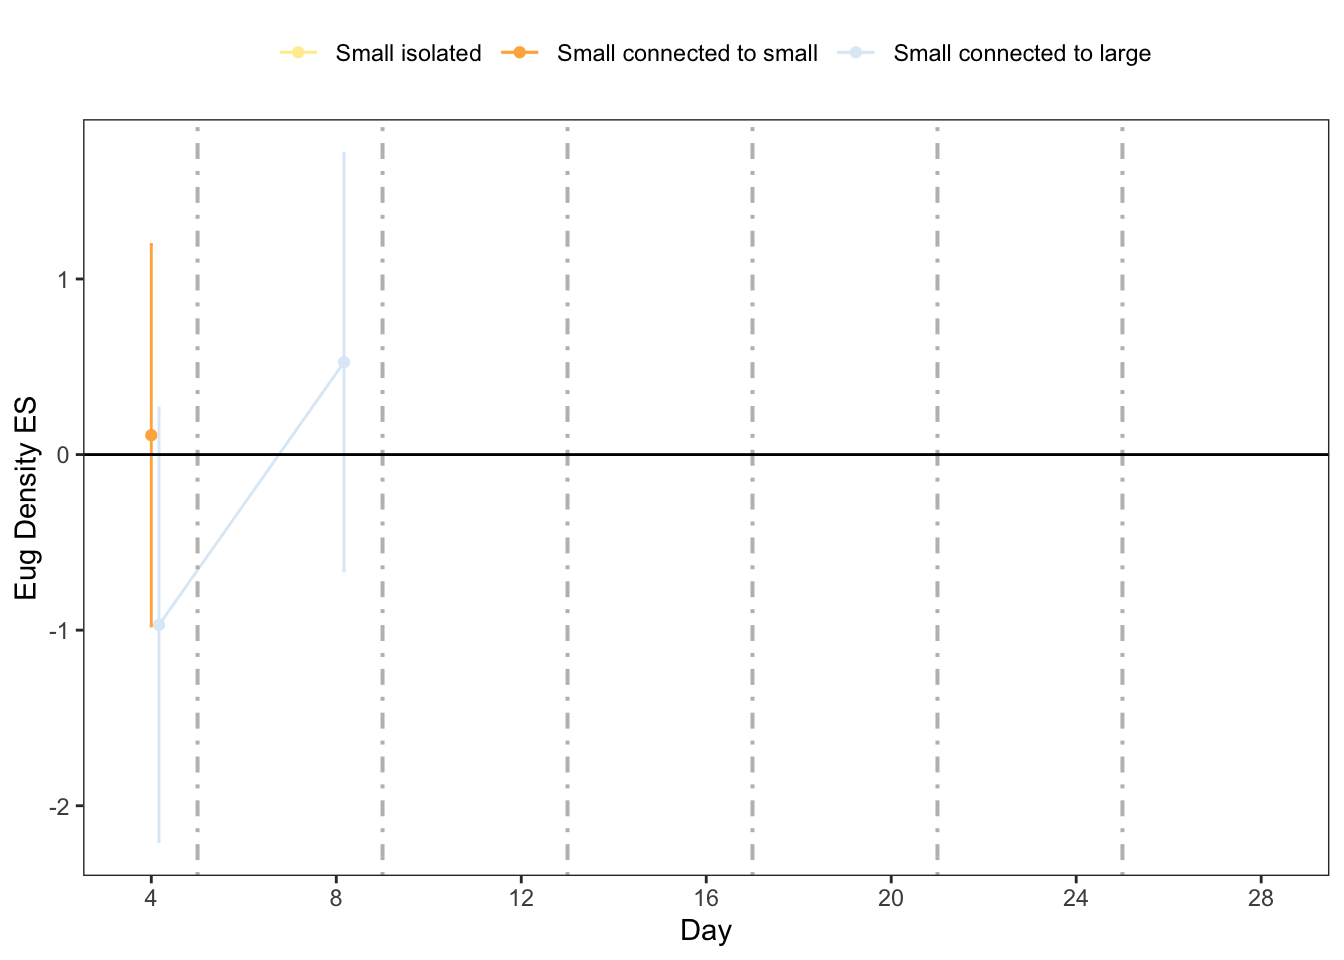 Small isolated Small connected to small Small connected to large
Eug Density ES
1
0
-1
-2
4 8 12 16 20 24 28
Day